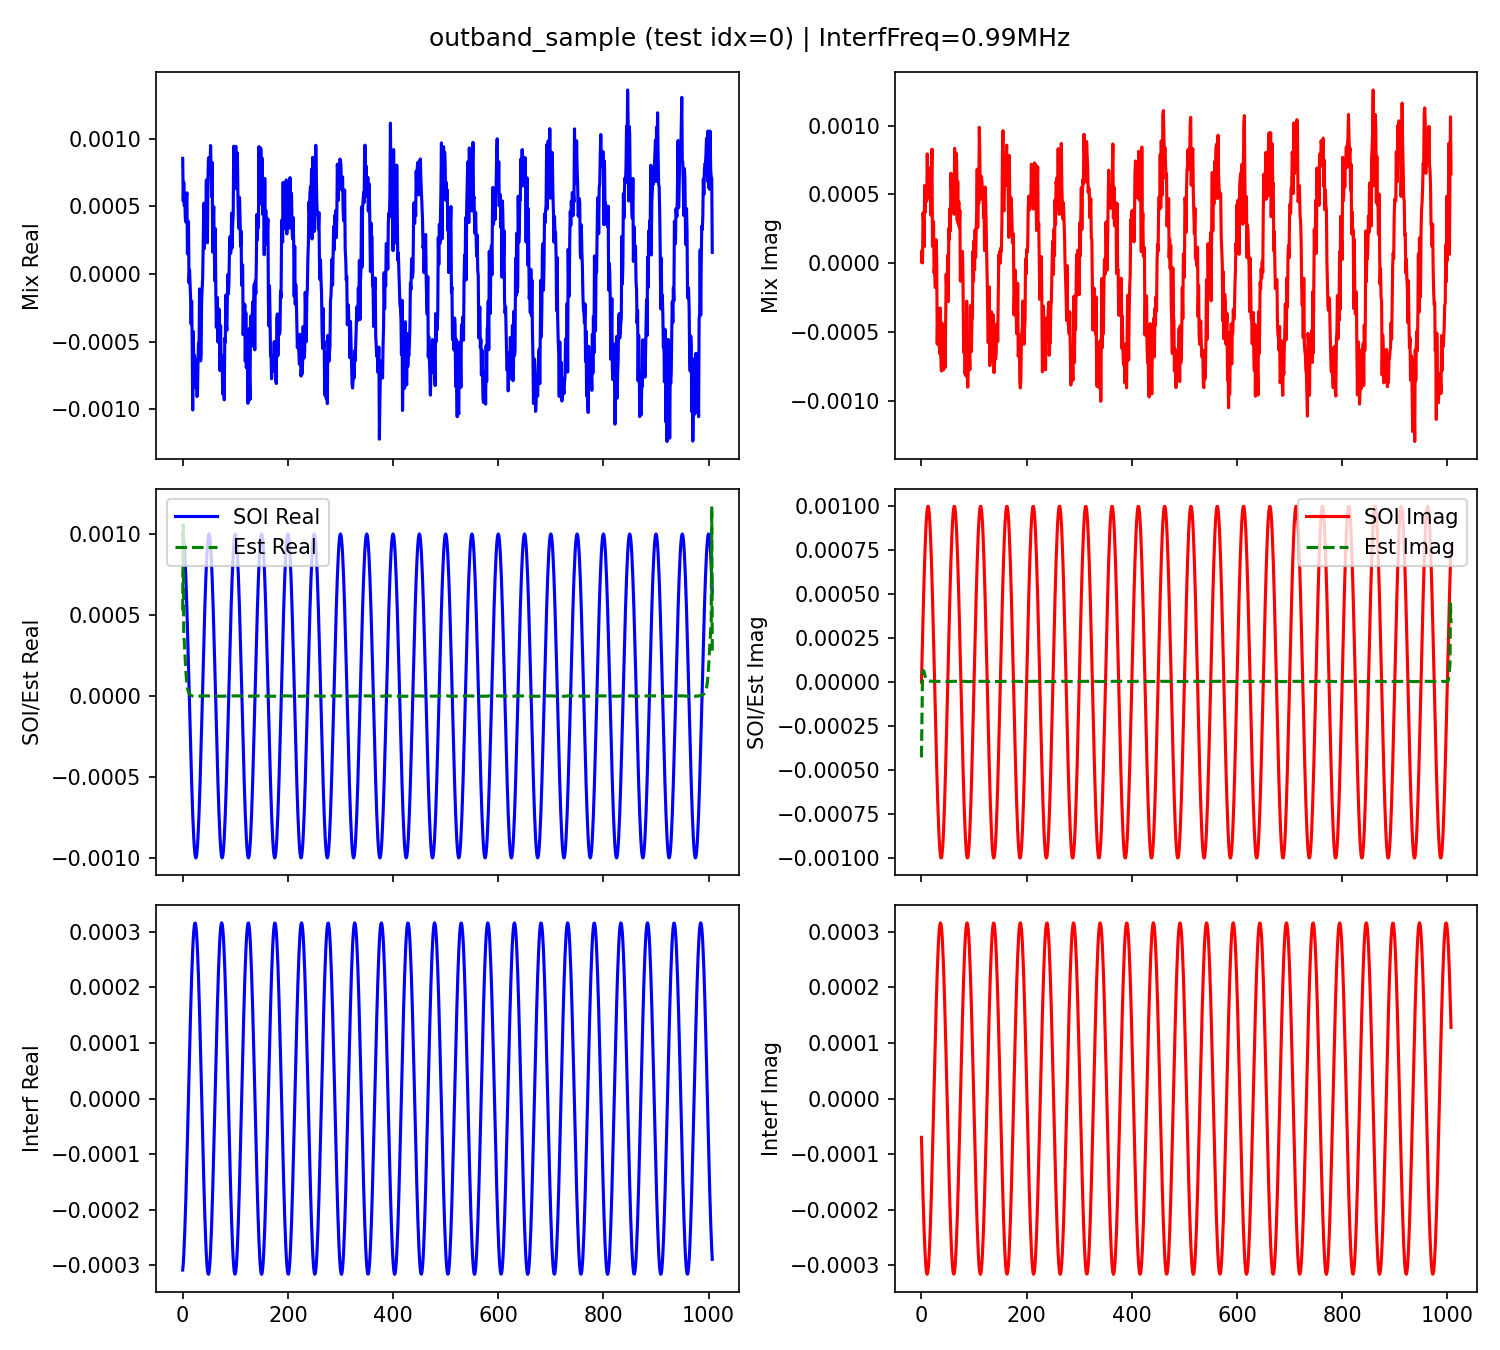 outband_sample (test idx=0) | InterfFreq=0.99MHz
Mix Real
0.0010
0.0005
0.0000
−0.0005
−0.0010
Mix Imag
0.0010
0.0005
0.0000
−0.0005
−0.0010
SOI/Est Real
0.0010
0.0005
0.0000
−0.0005
−0.0010
SOI Real
Est Real
SOI/Est Imag
0.00100
0.00075
0.00050
0.00025
0.00000
−0.00025
−0.00050
−0.00075
−0.00100
SOI Imag
Est Imag
Interf Real
0.0003
0.0002
0.0001
0.0000
−0.0001
−0.0002
−0.0003
0 200 400 600 800 1000
Interf Imag
0.0003
0.0002
0.0001
0.0000
−0.0001
−0.0002
−0.0003
0 200 400 600 800 1000